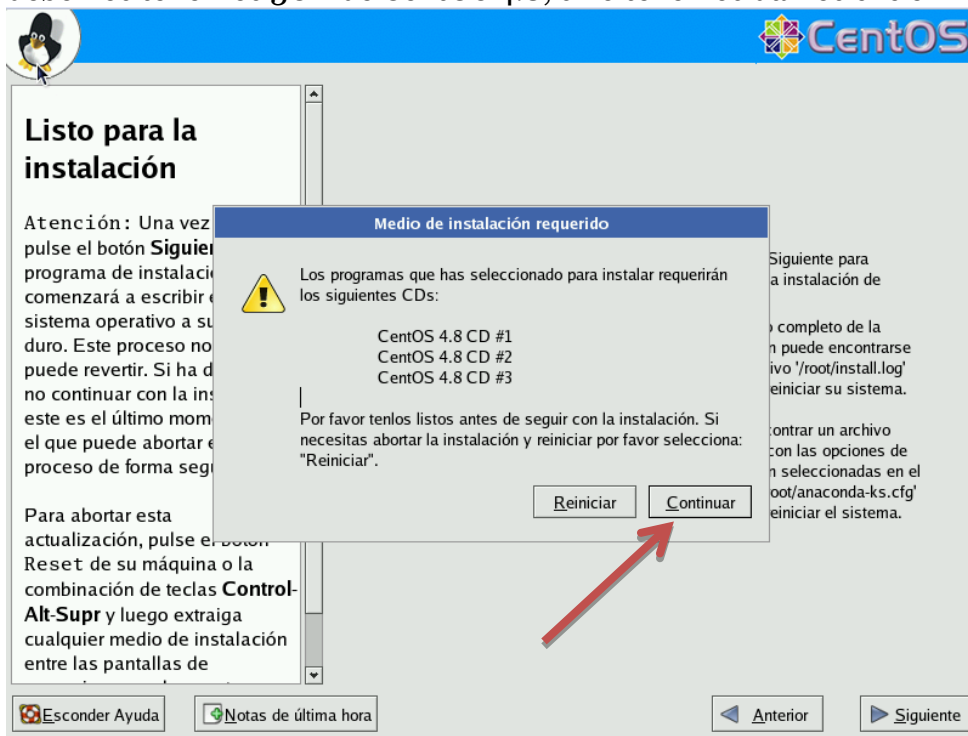 CentOS
Listo para la
instalación
Atención: Una vez
pulse el botón Siguien
programa de instalaci
comenzará a escribir
sistema operativo a su
duro. Este proceso no
puede revertir. Si ha d
no continuar con la ins
este es el último mom
el que puede abortar
proceso de forma segu
Para abortar esta
actualización, pulse el botón
Reset de su máquina o la
combinación de teclas Control-
Alt-Supr y luego extraiga
cualquier medio de instalación
entre las pantallas de
Medio de instalación requerido
Los programas que has seleccionado para instalar requerirán
los siguientes CDs:
CentOS 4.8 CD #1
CentOS 4.8 CD #2
CentOS 4.8 CD #3
Por favor tenlos listos antes de seguir con la instalación. Si
necesitas abortar la instalación y reiniciar por favor selecciona:
"Reiniciar".
Reiniciar
Continuar
Siguiente para
a instalación de
completo de la
n puede encontrarse
ivo '/root/install.log'
einiciar su sistema.
contrar un archivo
con las opciones de
n seleccionadas en el
oot/anaconda-ks.cfg'
einiciar el sistema.
Esconder Ayuda
Notas de última hora
Anterior
Siguiente